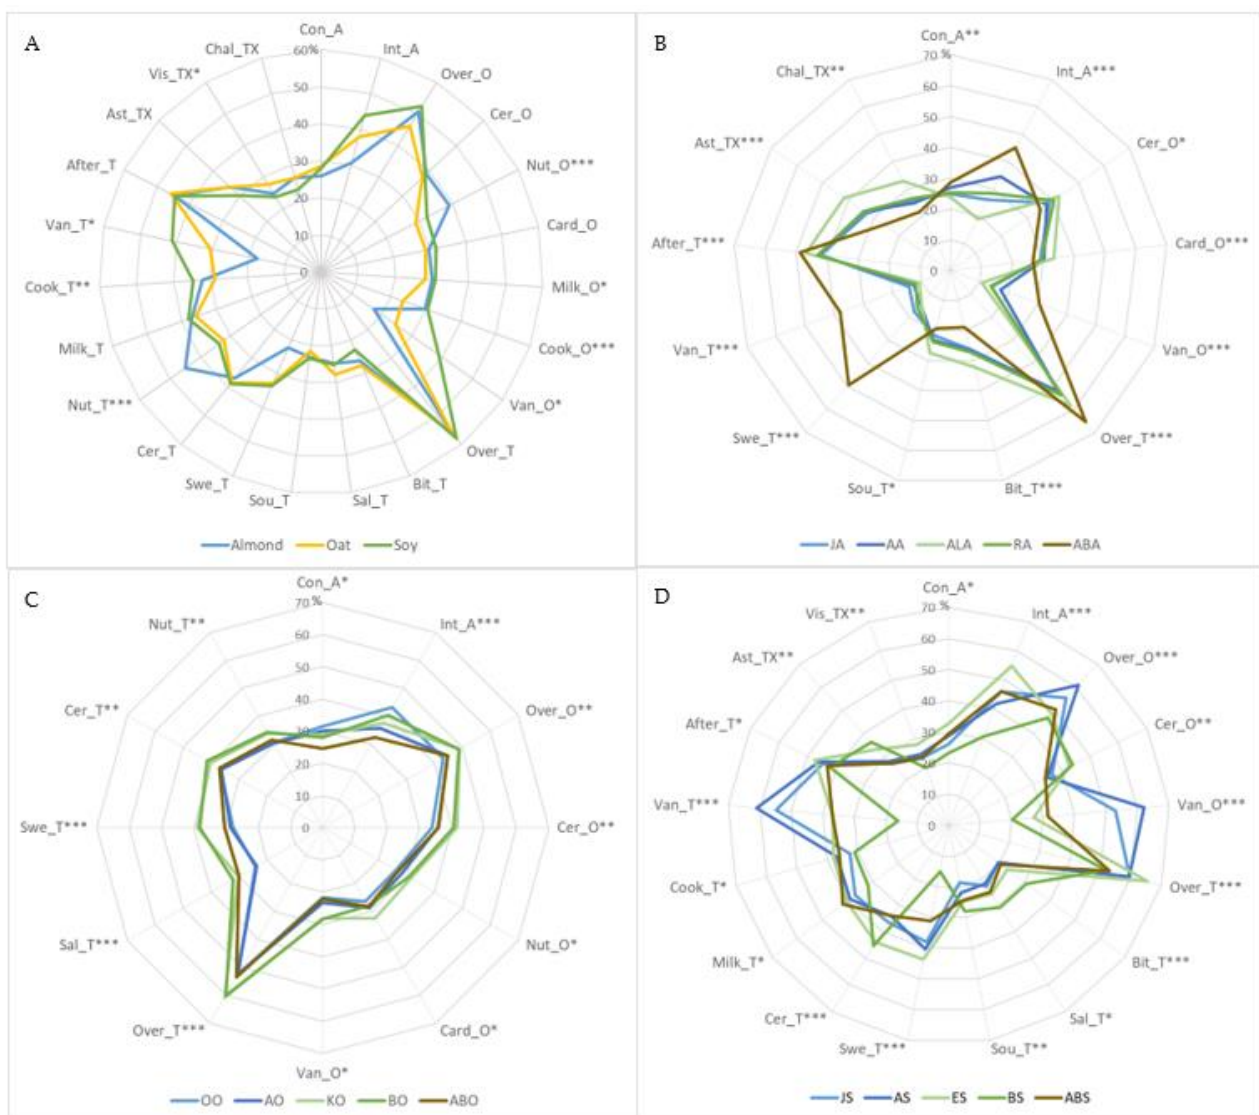 A
Con_A
Int_A
Over_O
Cer_O
Nut_O***
Card_O
Milk_O*
Cook_O***
Van_O*
Over_T
Bit_T
Sal_T
Sou_T
Swe_T
Cer_T
Nut_T***
Milk_T
Cook_T**
Van_T*
After_T
Ast_TX
Vis_TX*
Chal_TX
60%
50
40
30
20
10
0
Almond Oat Soy
B
Con_A**
Int_A***
Cer_O*
Card_O***
Van_O***
Over_T***
Bit_T***
Sou_T*
Swe_T***
Van_T***
After_T***
Ast_TX***
Chal_TX**
70%
60
50
40
30
20
10
0
JA AA ALA RA ABA
C
Con_A*
Int_A***
Over_O**
Cer_O**
Nut_O*
Card_O*
Van_O*
Over_T***
Sal_T***
Swe_T***
Cer_T**
Nut_T**
70%
60
50
40
30
20
10
0
OO AO KO BO ABO
D
Con_A*
Int_A***
Over_O***
Cer_O**
Van_O***
Over_T***
Bit_T***
Sal_T*
Sou_T**
Swe_T***
Cer_T***
Milk_T*
Cook_T*
Van_T***
After_T*
Ast_TX**
Vis_TX**
70%
60
50
40
30
20
10
0
JS AS ES BS ABS